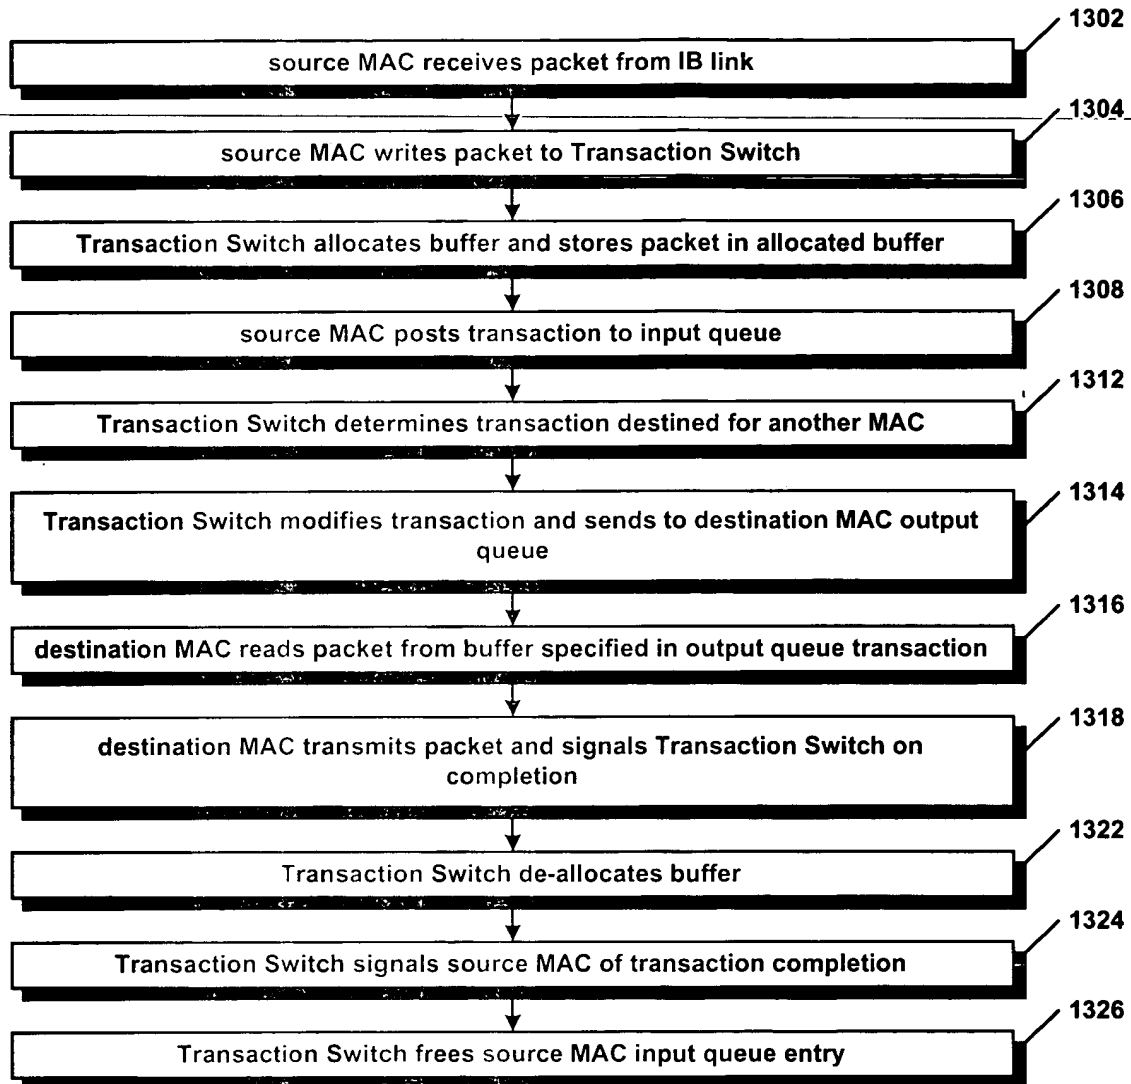 1302
source MAC receives packet from IB link
1304
source MAC writes packet to Transaction Switch
1306
Transaction Switch allocates buffer and stores packet in allocated buffer
1308
source MAC posts transaction to input queue
1312
Transaction Switch determines transaction destined for another MAC
1314
Transaction Switch modifies transaction and sends to destination MAC output
queue
1316
destination MAC reads packet from buffer specified in output queue transaction
1318
destination MAC transmits packet and signals Transaction Switch on
completion
1322
Transaction Switch de-allocates buffer
1324
Transaction Switch signals source MAC of transaction completion
1326
Transaction Switch frees source MAC input queue entry